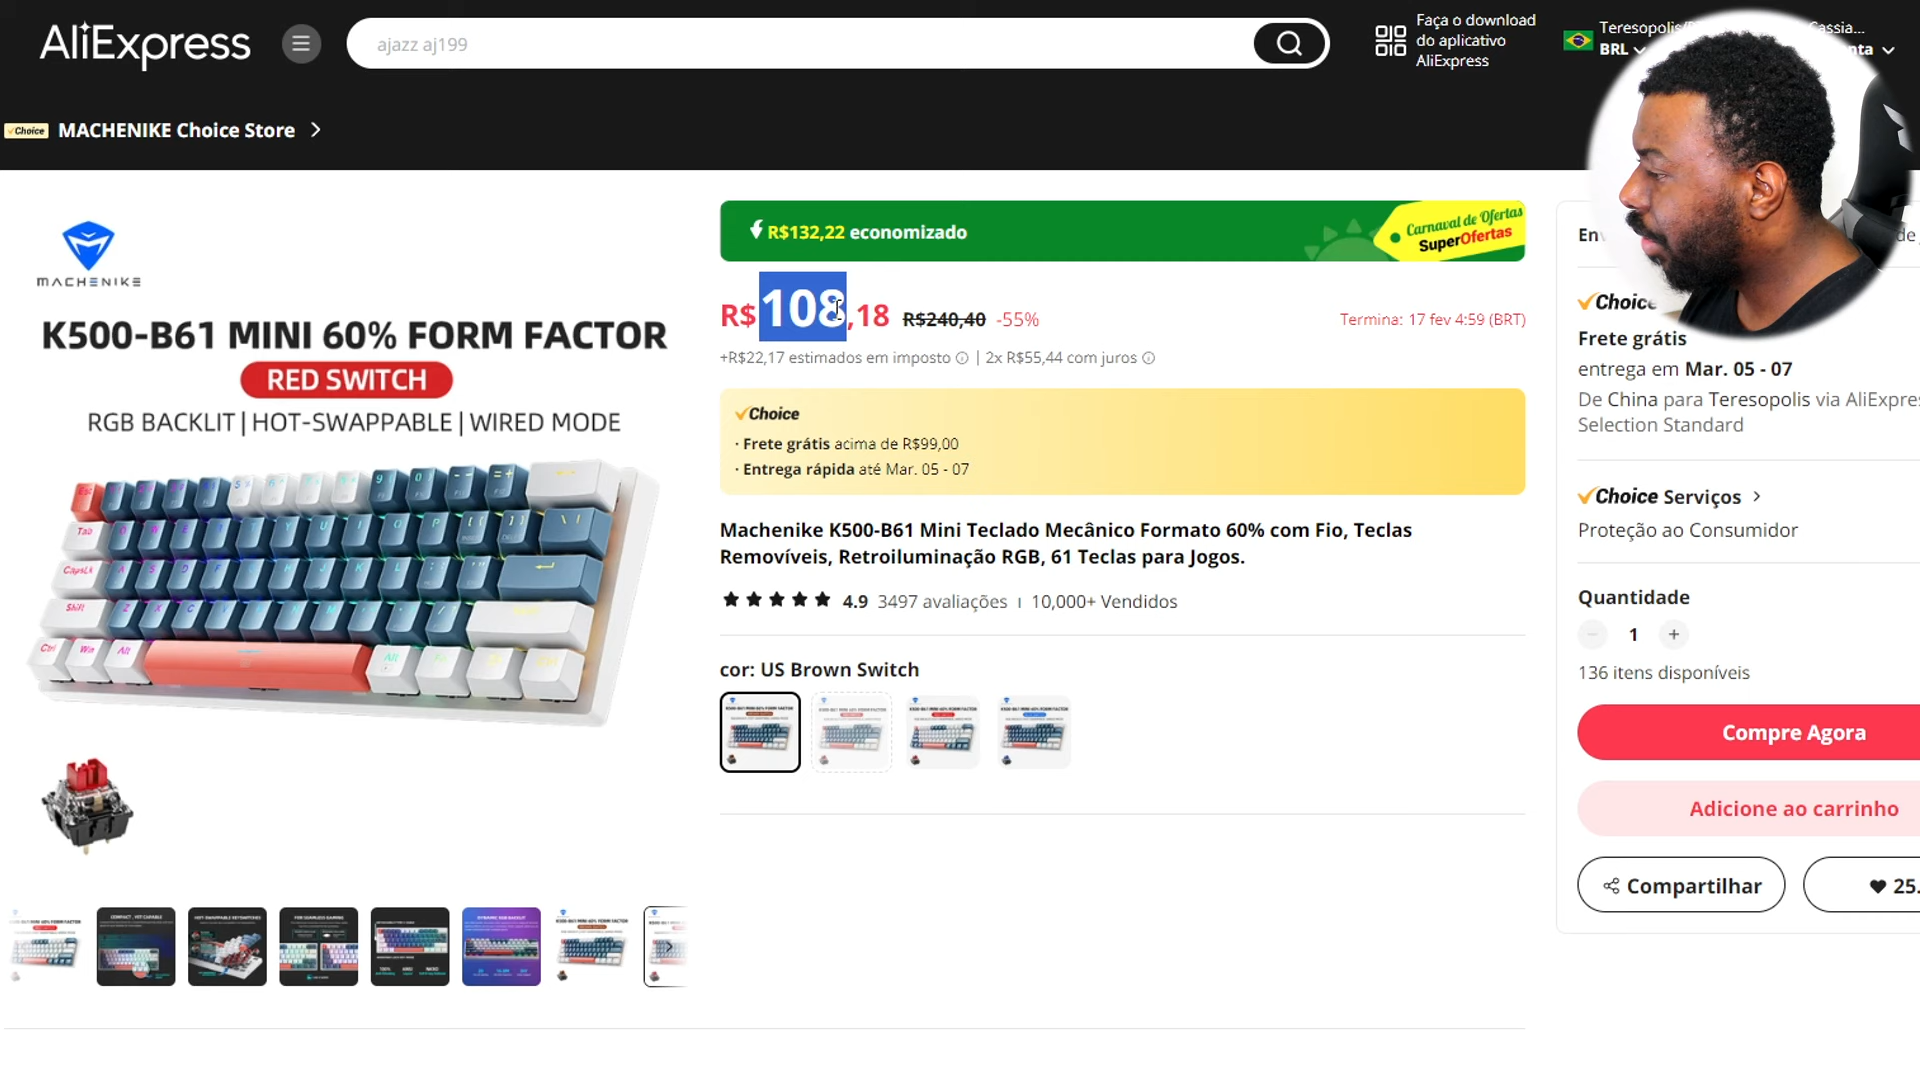 AliExpress
ajazz aj199
Faça o download
do aplicativo
AliExpress
Teresopolis/
BRL
Cassia...
Choice MACHENIKE Choice Store
MACHENIKE
K500-B61 MINI 60% FORM FACTOR
RED SWITCH
RGB BACKLIT | HOT-SWAPPABLE | WIRED MODE
R$132,22 economizado
Carnaval de Ofertas
SuperOfertas
R$108,18 R$240,40 -55%
Termina: 17 fev 4:59 (BRT)
+R$22,17 estimados em imposto | 2x R$55,44 com juros
Choice
· Frete grátis acima de R$99,00
· Entrega rápida até Mar. 05 - 07
Machenike K500-B61 Mini Teclado Mecânico Formato 60% com Fio, Teclas
Removíveis, Retroiluminação RGB, 61 Teclas para Jogos.
4.9 3497 avaliações | 10,000+ Vendidos
cor: US Brown Switch
Choice
Frete grátis
entrega em Mar. 05 - 07
De China para Teresopolis via AliExpre
Selection Standard
Choice Serviços
Proteção ao Consumidor
Quantidade
− 1 +
136 itens disponíveis
Compre Agora
Adicione ao carrinho
Compartilhar
25.